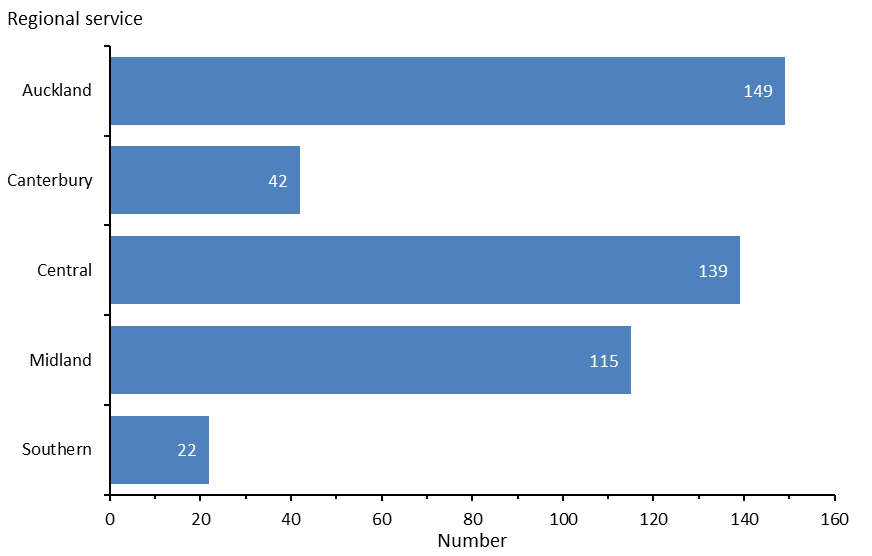 Regional service
Auckland 149
Canterbury 42
Central 139
Midland 115
Southern 22
0 20 40 60 80 100 120 140 160
Number